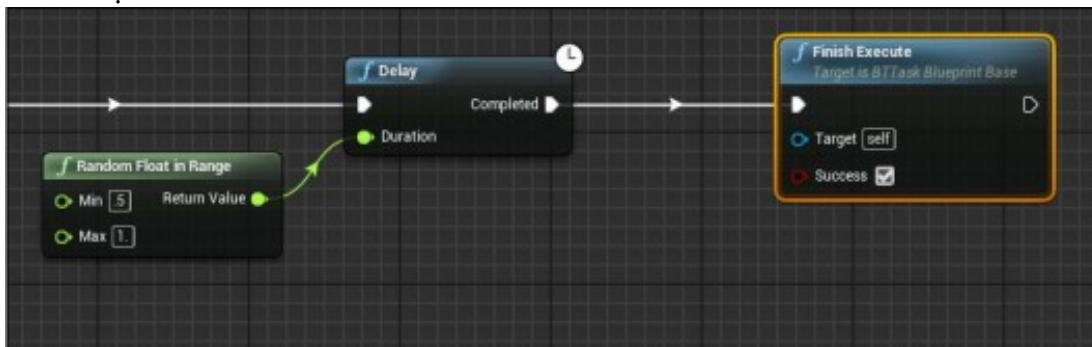 Delay
Completed
Duration
Random Float in Range
Min .5 Return Value
Max 1.
Finish Execute
Target is BTTask Blueprint Base
Target self
Success